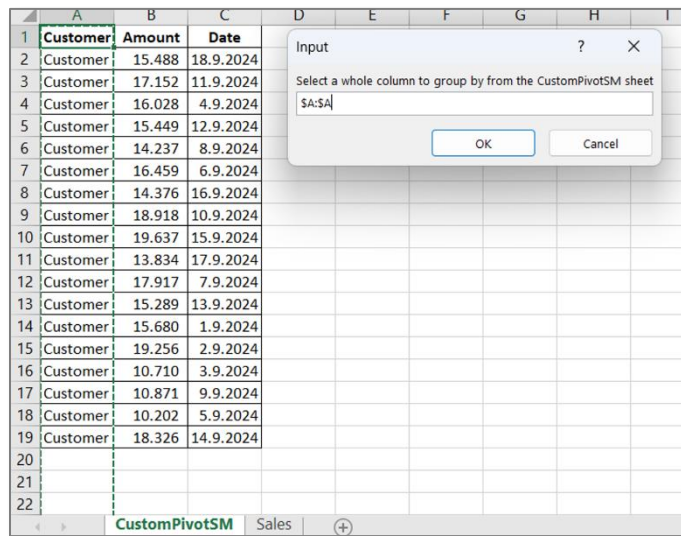 A B C D E F G H I
1 Customer Amount Date
2 Customer 15.488 18.9.2024
3 Customer 17.152 11.9.2024
4 Customer 16.028 4.9.2024
5 Customer 15.449 12.9.2024
6 Customer 14.237 8.9.2024
7 Customer 16.459 6.9.2024
8 Customer 14.376 16.9.2024
9 Customer 18.918 10.9.2024
10 Customer 19.637 15.9.2024
11 Customer 13.834 17.9.2024
12 Customer 17.917 7.9.2024
13 Customer 15.289 13.9.2024
14 Customer 15.680 1.9.2024
15 Customer 19.256 2.9.2024
16 Customer 10.710 3.9.2024
17 Customer 10.871 9.9.2024
18 Customer 10.202 5.9.2024
19 Customer 18.326 14.9.2024
20
21
22
Input ?
Select a whole column to group by from the CustomPivotSM sheet
$A:$A
OK Cancel
CustomPivotSM Sales